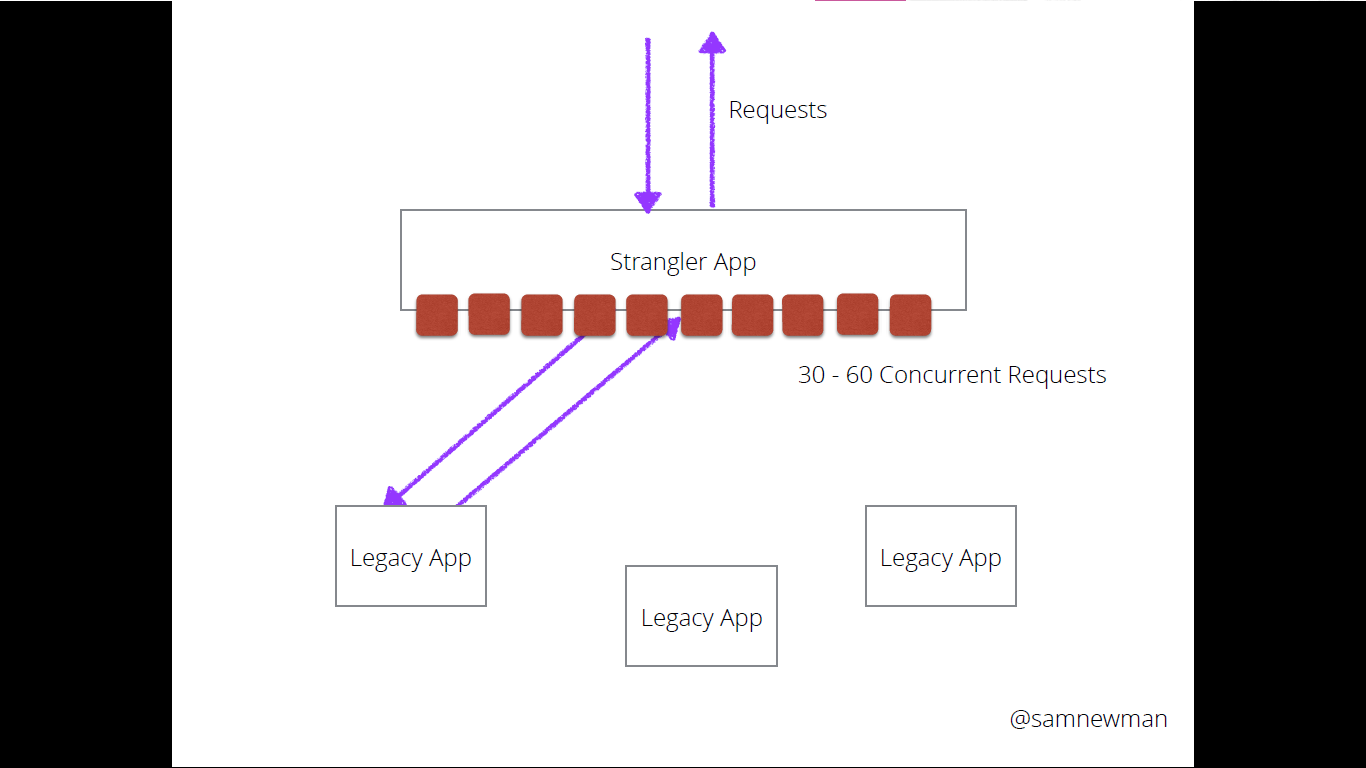 Requests
Strangler App
30 - 60 Concurrent Requests
Legacy App
Legacy App
Legacy App
@samnewman